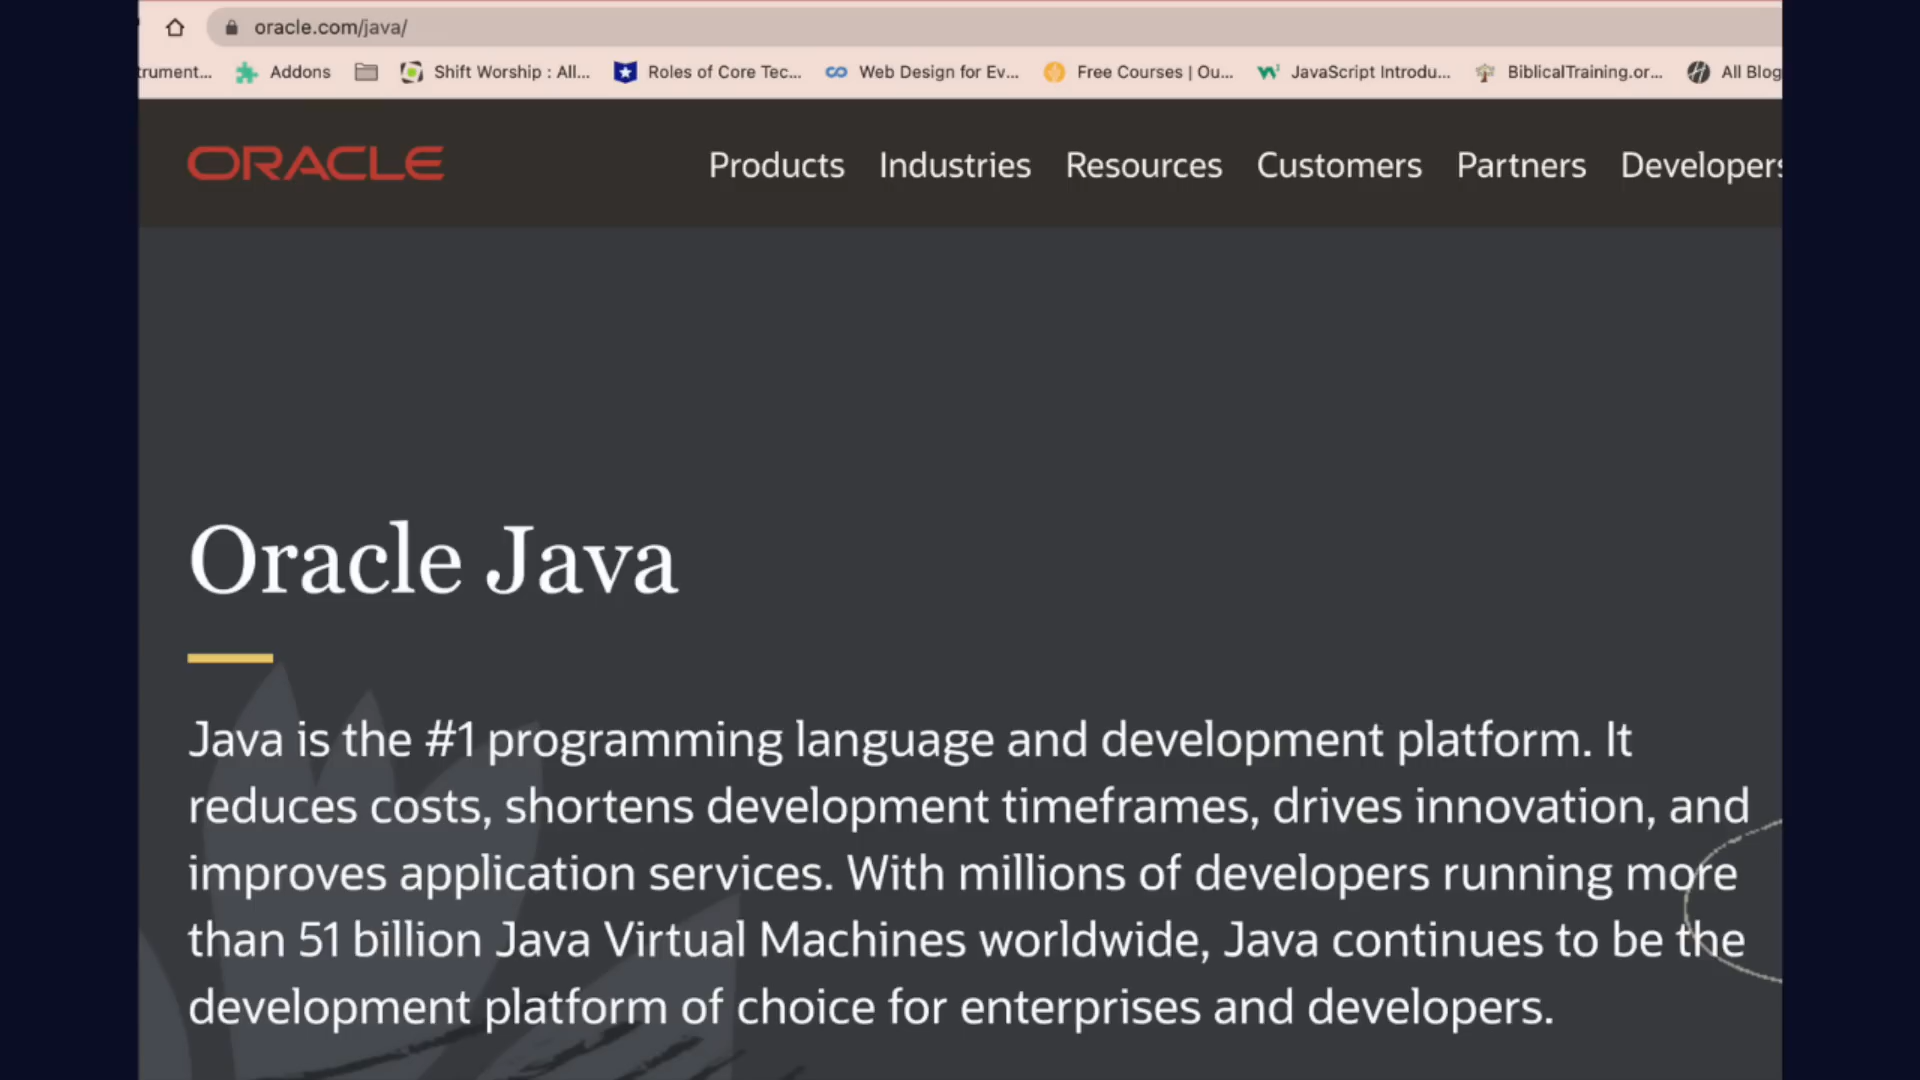 oracle.com/java/
trument... Addons Shift Worship : All... Roles of Core Tec... Web Design for Ev... Free Courses | Ou... JavaScript Introdu... BiblicalTraining.or... All Blog
ORACLE Products Industries Resources Customers Partners Developers
Oracle Java
Java is the #1 programming language and development platform. It
reduces costs, shortens development timeframes, drives innovation, and
improves application services. With millions of developers running more
than 51 billion Java Virtual Machines worldwide, Java continues to be the
development platform of choice for enterprises and developers.